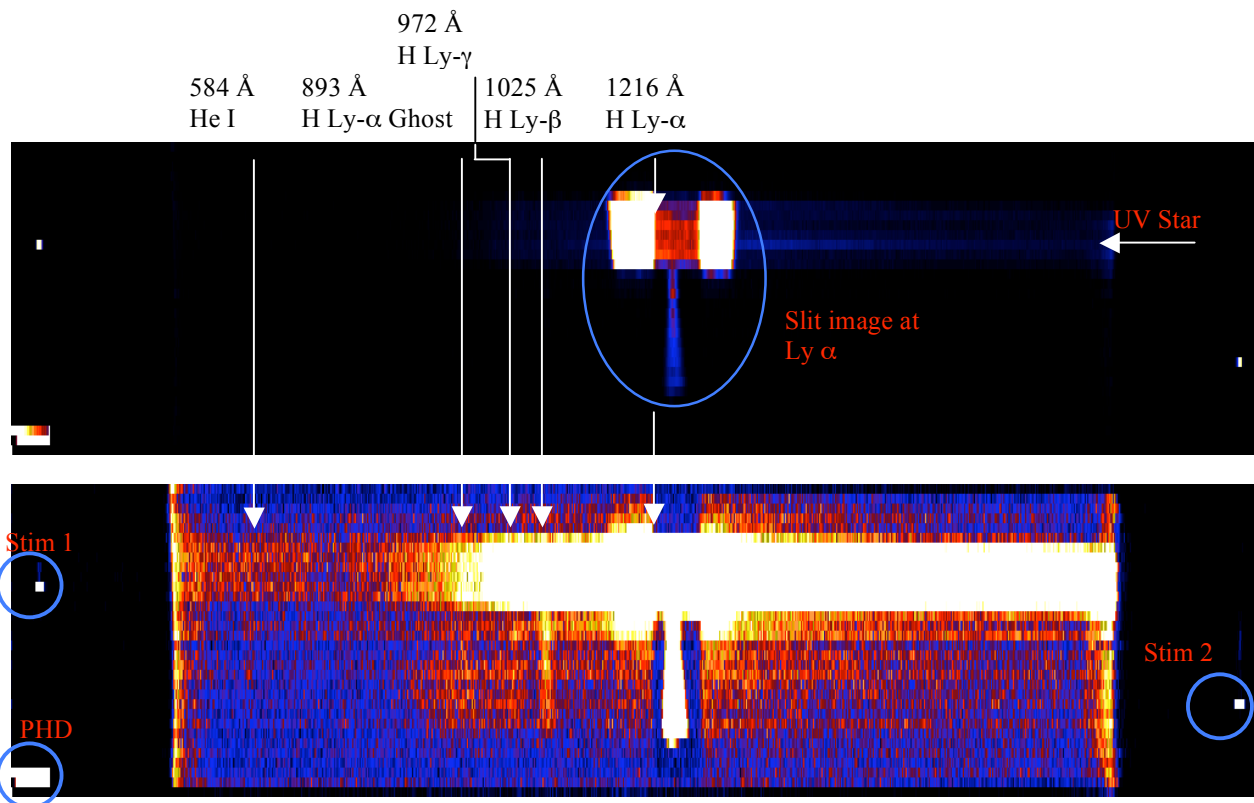 972 Å
H Ly-γ
584 Å
He I
893 Å
H Ly-α Ghost
1025 Å
H Ly-β
1216 Å
H Ly-α
UV Star
Slit image at
Ly α
Stim 1
Stim 2
PHD